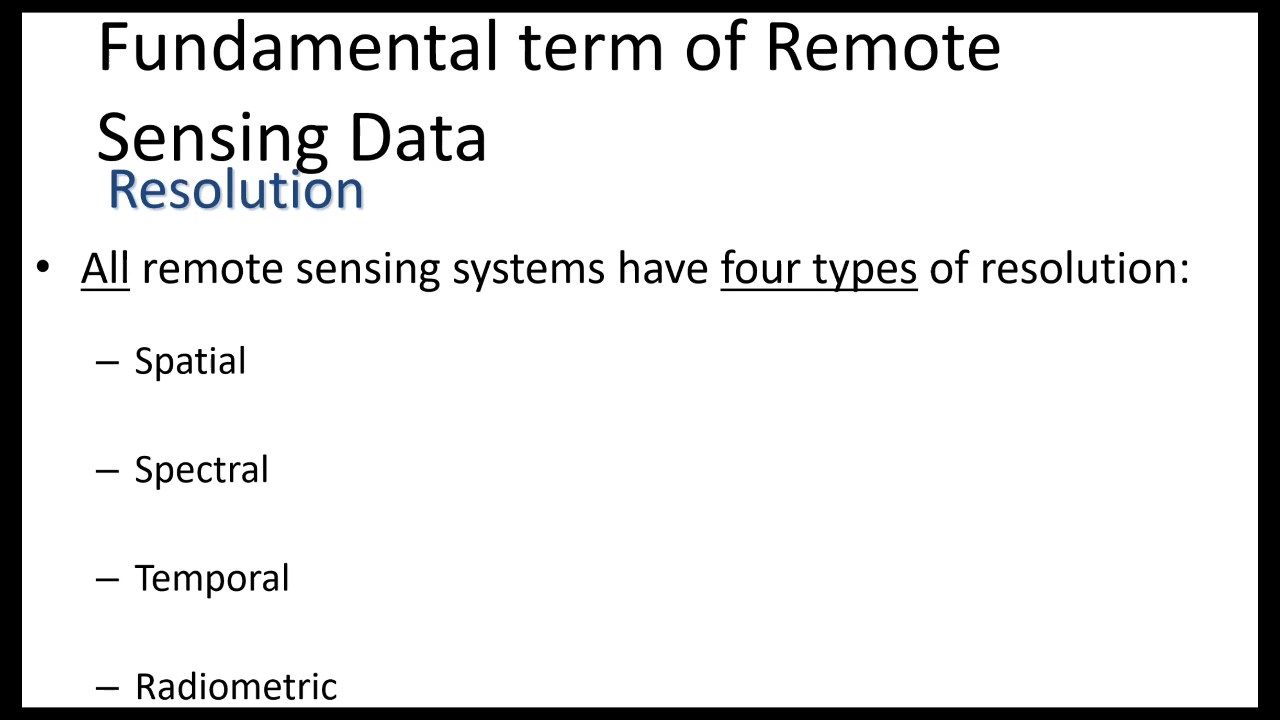 Fundamental term of Remote
Sensing Data
Resolution
• All remote sensing systems have four types of resolution:
– Spatial
– Spectral
– Temporal
– Radiometric